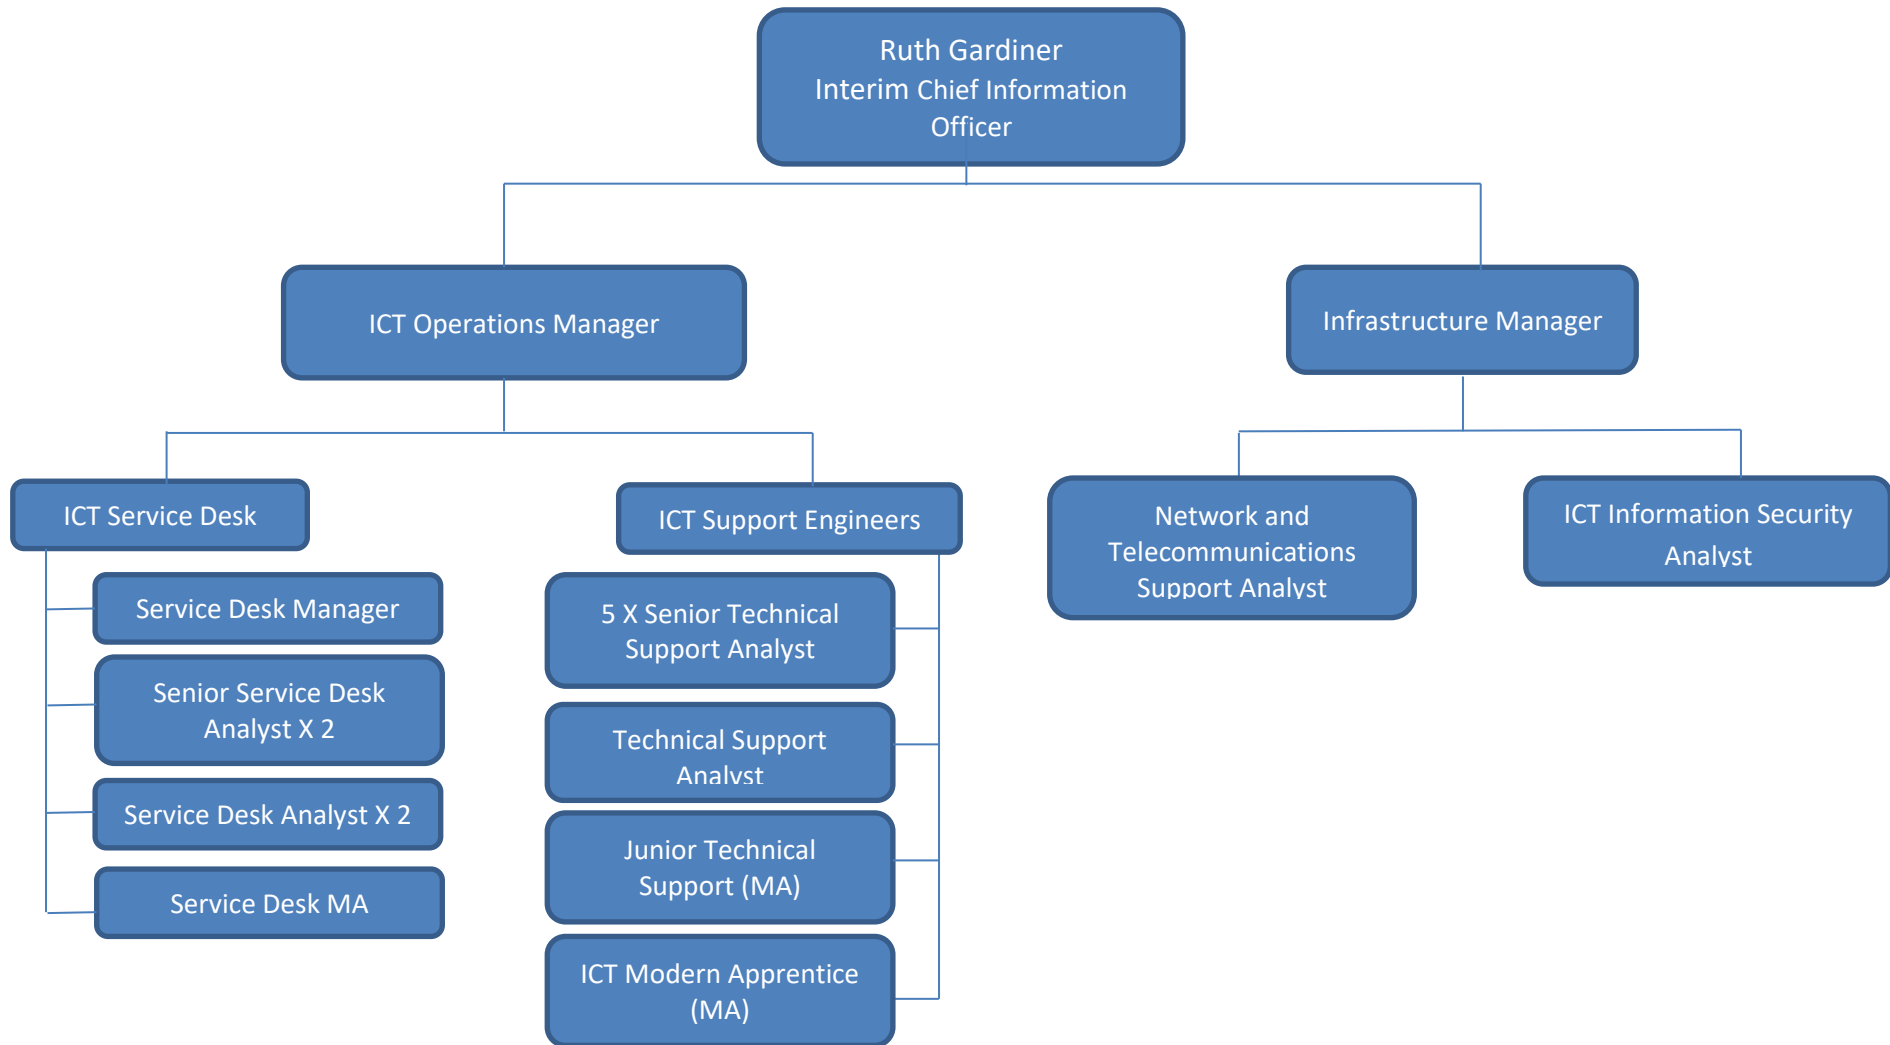 Ruth Gardiner
Interim Chief Information
Officer
ICT Operations Manager
Infrastructure Manager
ICT Service Desk
Service Desk Manager
Senior Service Desk
Analyst X 2
Service Desk Analyst X 2
Service Desk MA
ICT Support Engineers
5 X Senior Technical
Support Analyst
Technical Support
Analyst
Junior Technical
Support (MA)
ICT Modern Apprentice
(MA)
Network and
Telecommunications
Support Analyst
ICT Information Security
Analyst